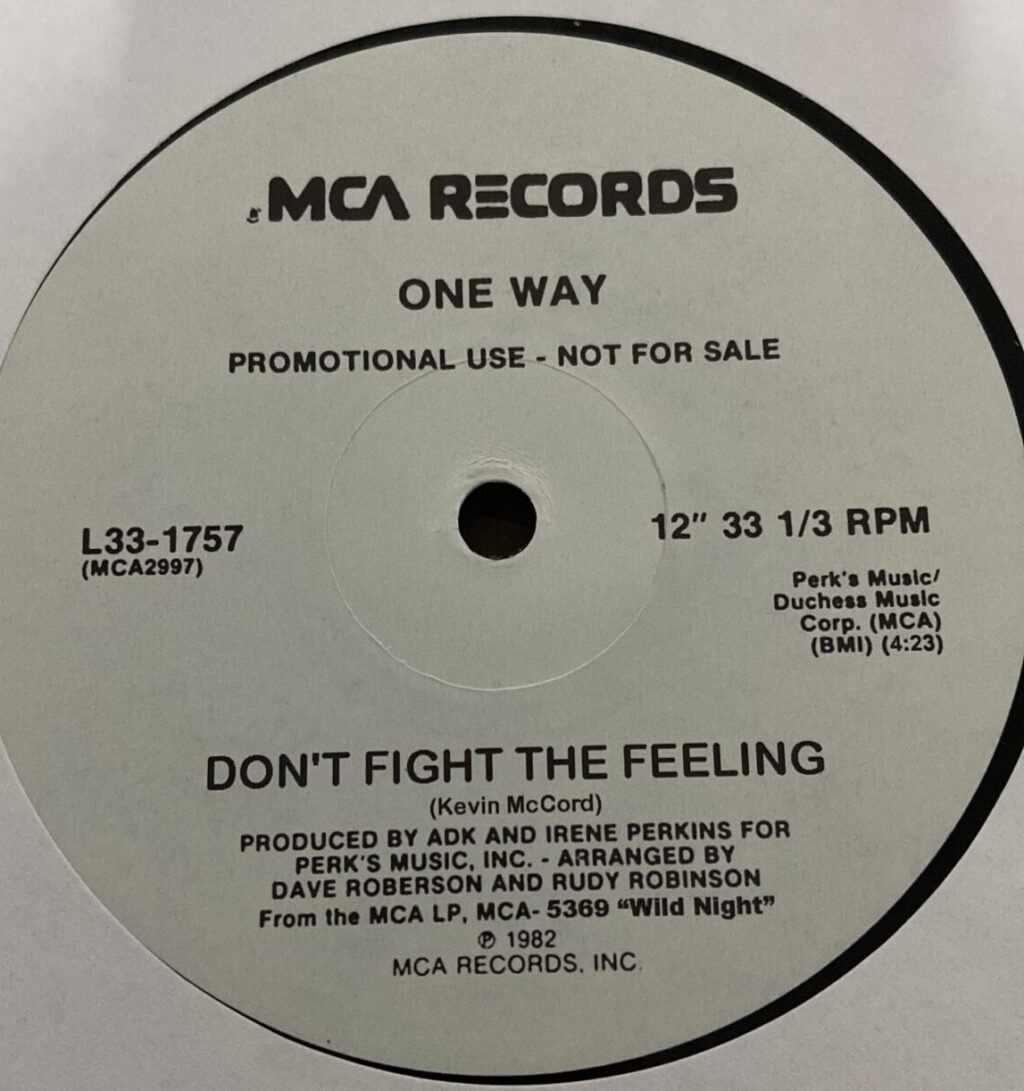 MCA RECORDS
ONE WAY
PROMOTIONAL USE - NOT FOR SALE
L33-1757
(MCA2997)
12" 33 1/3 RPM
Perk's Music/
Duchess Music
Corp. (MCA)
(BMI) (4:23)
DON'T FIGHT THE FEELING
(Kevin McCord)
PRODUCED BY ADK AND IRENE PERKINS FOR
PERK'S MUSIC, INC. - ARRANGED BY
DAVE ROBERSON AND RUDY ROBINSON
From the MCA LP, MCA- 5369 “Wild Night”
℗ 1982
MCA RECORDS, INC.